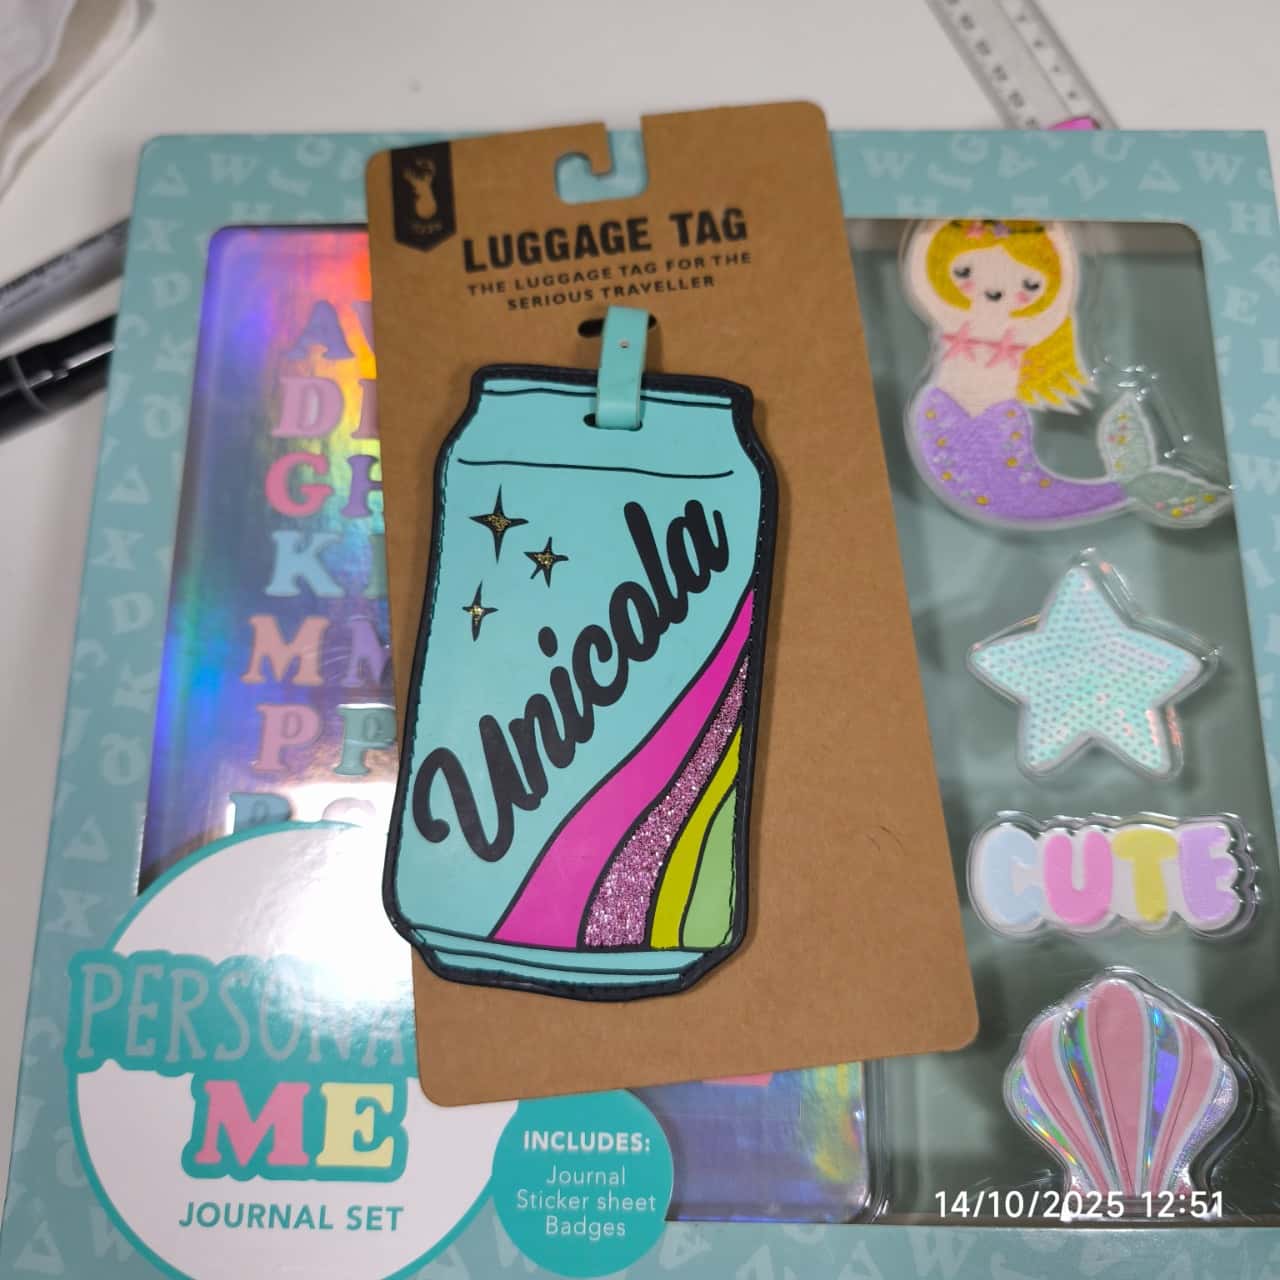 LUGGAGE TAG
THE LUGGAGE TAG FOR THE
SERIOUS TRAVELLER
Unicola
CUTE
PERSONA
ME
JOURNAL SET
INCLUDES:
Journal
Sticker sheet
Badges
14/10/2025 12:51